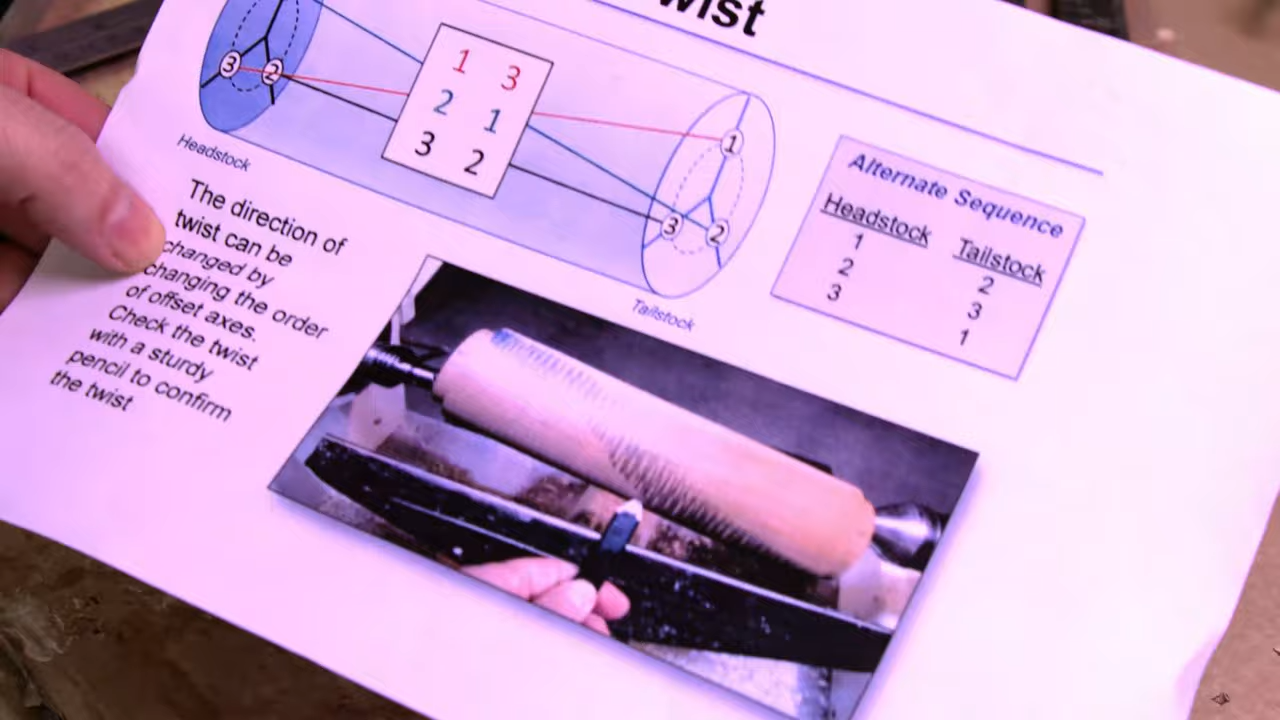 twist
3
2
1 3
2 1
3 2
1
3
2
Headstock
Tailstock
The direction of
twist can be
changed by
changing the order
of offset axes.
Check the twist
with a sturdy
pencil to confirm
the twist
Alternate Sequence
Headstock Tailstock
1 2
2 3
3 1